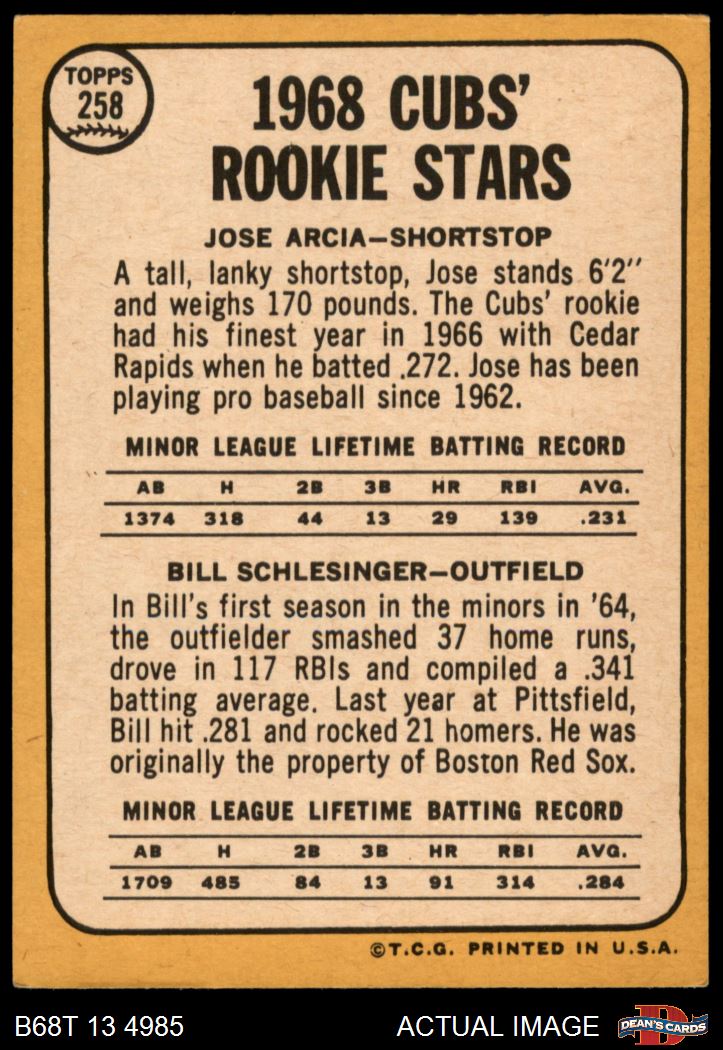 TOPPS
258
1968 CUBS'
ROOKIE STARS
JOSE ARCIA—SHORTSTOP
A tall, lanky shortstop, Jose stands 6'2''
and weighs 170 pounds. The Cubs' rookie
had his finest year in 1966 with Cedar
Rapids when he batted .272. Jose has been
playing pro baseball since 1962.
MINOR LEAGUE LIFETIME BATTING RECORD
AB H 2B 3B HR RBI AVG.
1374 318 44 13 29 139 .231
BILL SCHLESINGER—OUTFIELD
In Bill's first season in the minors in '64,
the outfielder smashed 37 home runs,
drove in 117 RBIs and compiled a .341
batting average. Last year at Pittsfield,
Bill hit .281 and rocked 21 homers. He was
originally the property of Boston Red Sox.
MINOR LEAGUE LIFETIME BATTING RECORD
AB H 2B 3B HR RBI AVG.
1709 485 84 13 91 314 .284
©T.C.G. PRINTED IN U.S.A.
B68T 13 4985 ACTUAL IMAGE D DEAN'S CARDS